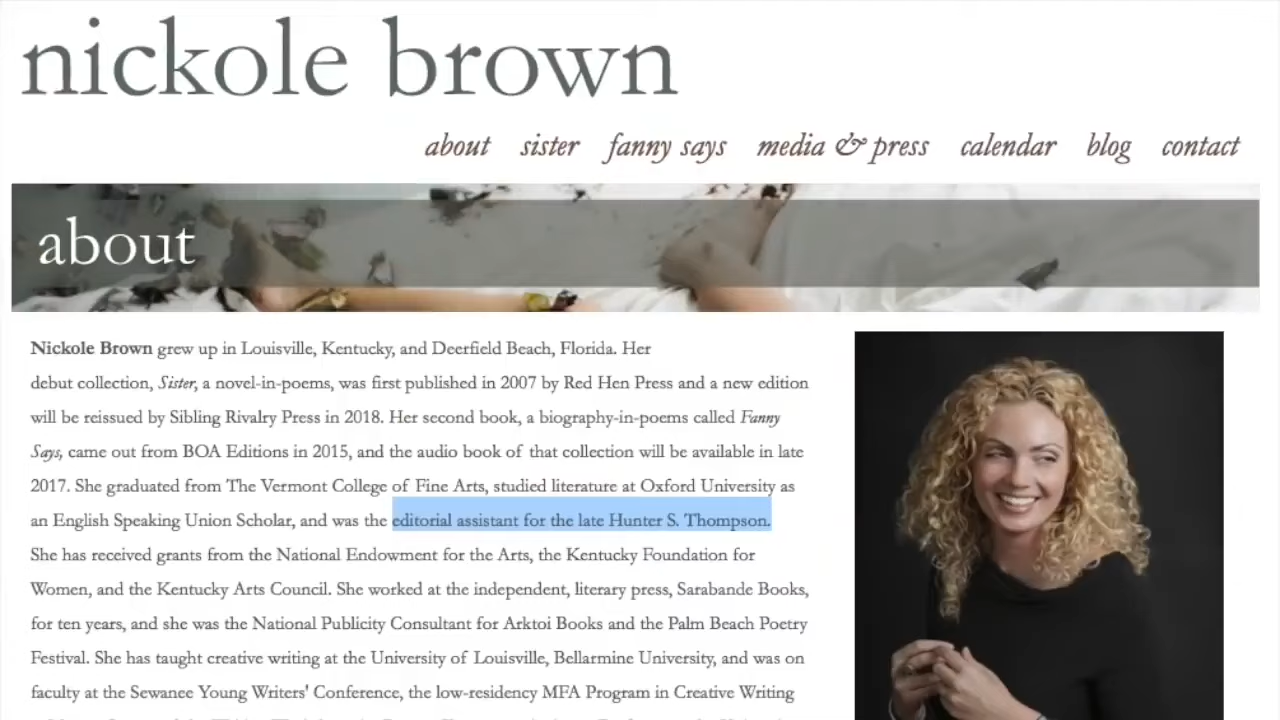 nickole brown
about sister fanny says media & press calendar blog contact
about
Nickole Brown grew up in Louisville, Kentucky, and Deerfield Beach, Florida. Her
debut collection, Sister, a novel-in-poems, was first published in 2007 by Red Hen Press and a new edition
will be reissued by Sibling Rivalry Press in 2018. Her second book, a biography-in-poems called Fanny
Says, came out from BOA Editions in 2015, and the audio book of that collection will be available in late
2017. She graduated from The Vermont College of Fine Arts, studied literature at Oxford University as
an English Speaking Union Scholar, and was the editorial assistant for the late Hunter S. Thompson.
She has received grants from the National Endowment for the Arts, the Kentucky Foundation for
Women, and the Kentucky Arts Council. She worked at the independent, literary press, Sarabande Books,
for ten years, and she was the National Publicity Consultant for Arktoi Books and the Palm Beach Poetry
Festival. She has taught creative writing at the University of Louisville, Bellarmine University, and was on
faculty at the Sewanee Young Writers' Conference, the low-residency MFA Program in Creative Writing